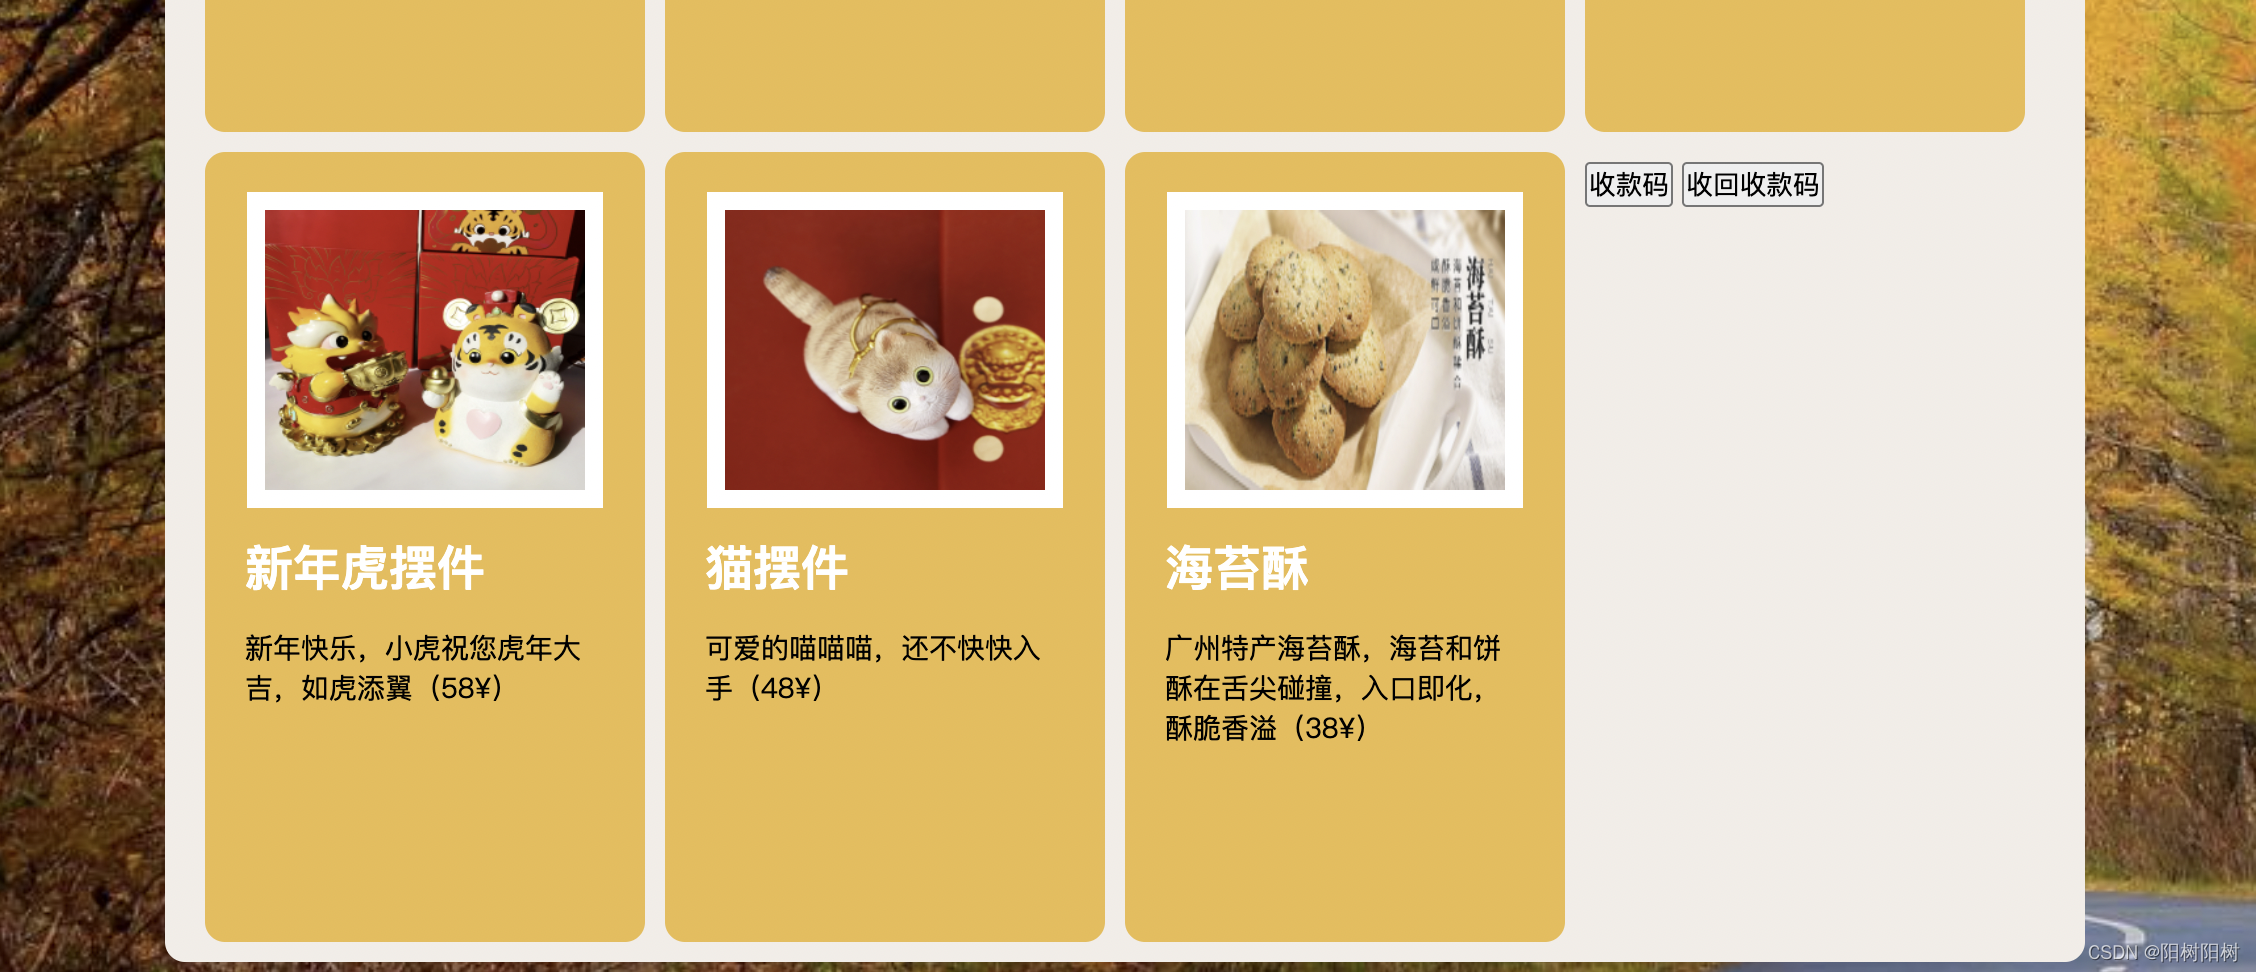 收款码 收回收款码
海苔酥
新年虎摆件
新年快乐，小虎祝您虎年大
吉，如虎添翼（58¥）
猫摆件
可爱的喵喵喵，还不快快入
手（48¥）
海苔酥
广州特产海苔酥，海苔和饼
酥在舌尖碰撞，入口即化，
酥脆香溢（38¥）
CSDN @阳树阳树